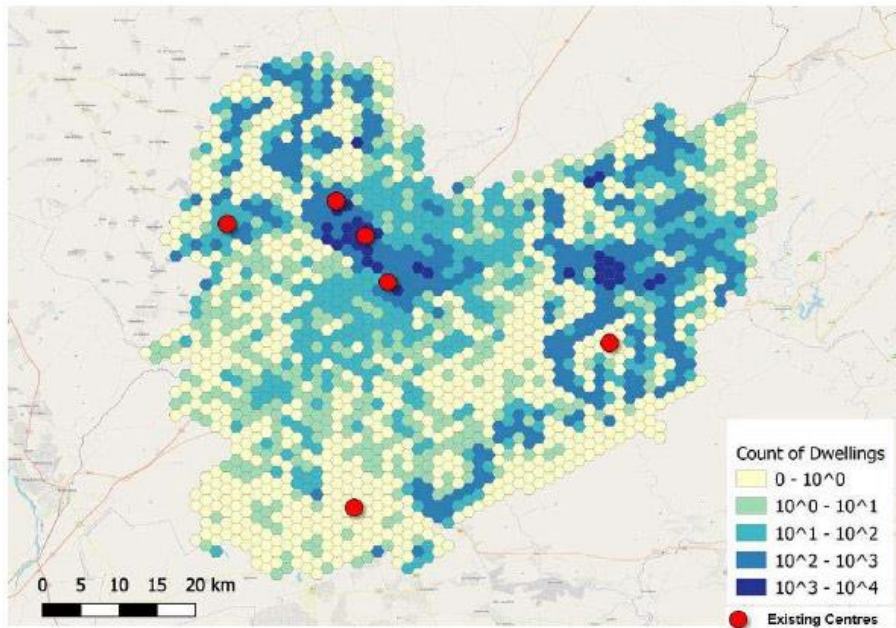 Count of Dwellings
0 - 10^0
10^0 - 10^1
10^1 - 10^2
10^2 - 10^3
10^3 - 10^4
Existing Centres
0 5 10 15 20 km